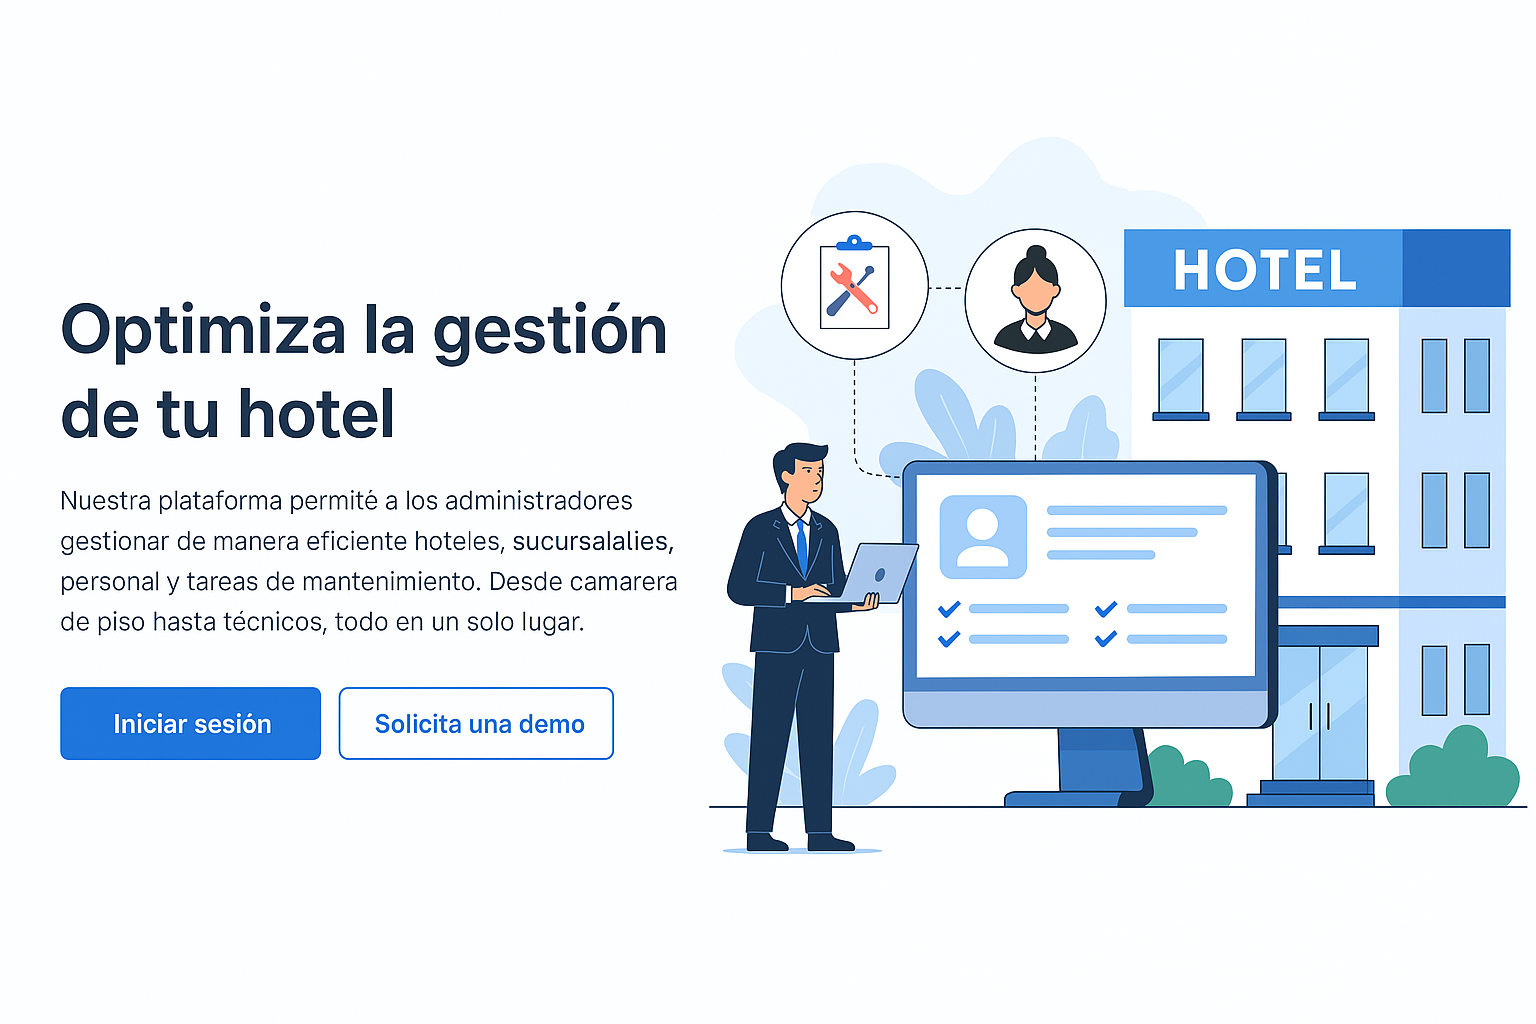 Optimiza la gestión
de tu hotel
Nuestra plataforma permité a los administradores
gestionar de manera eficiente hoteles, sucursalalies,
personal y tareas de mantenimiento. Desde camarera
de piso hasta técnicos, todo en un solo lugar.
Iniciar sesión
Solicita una demo
HOTEL